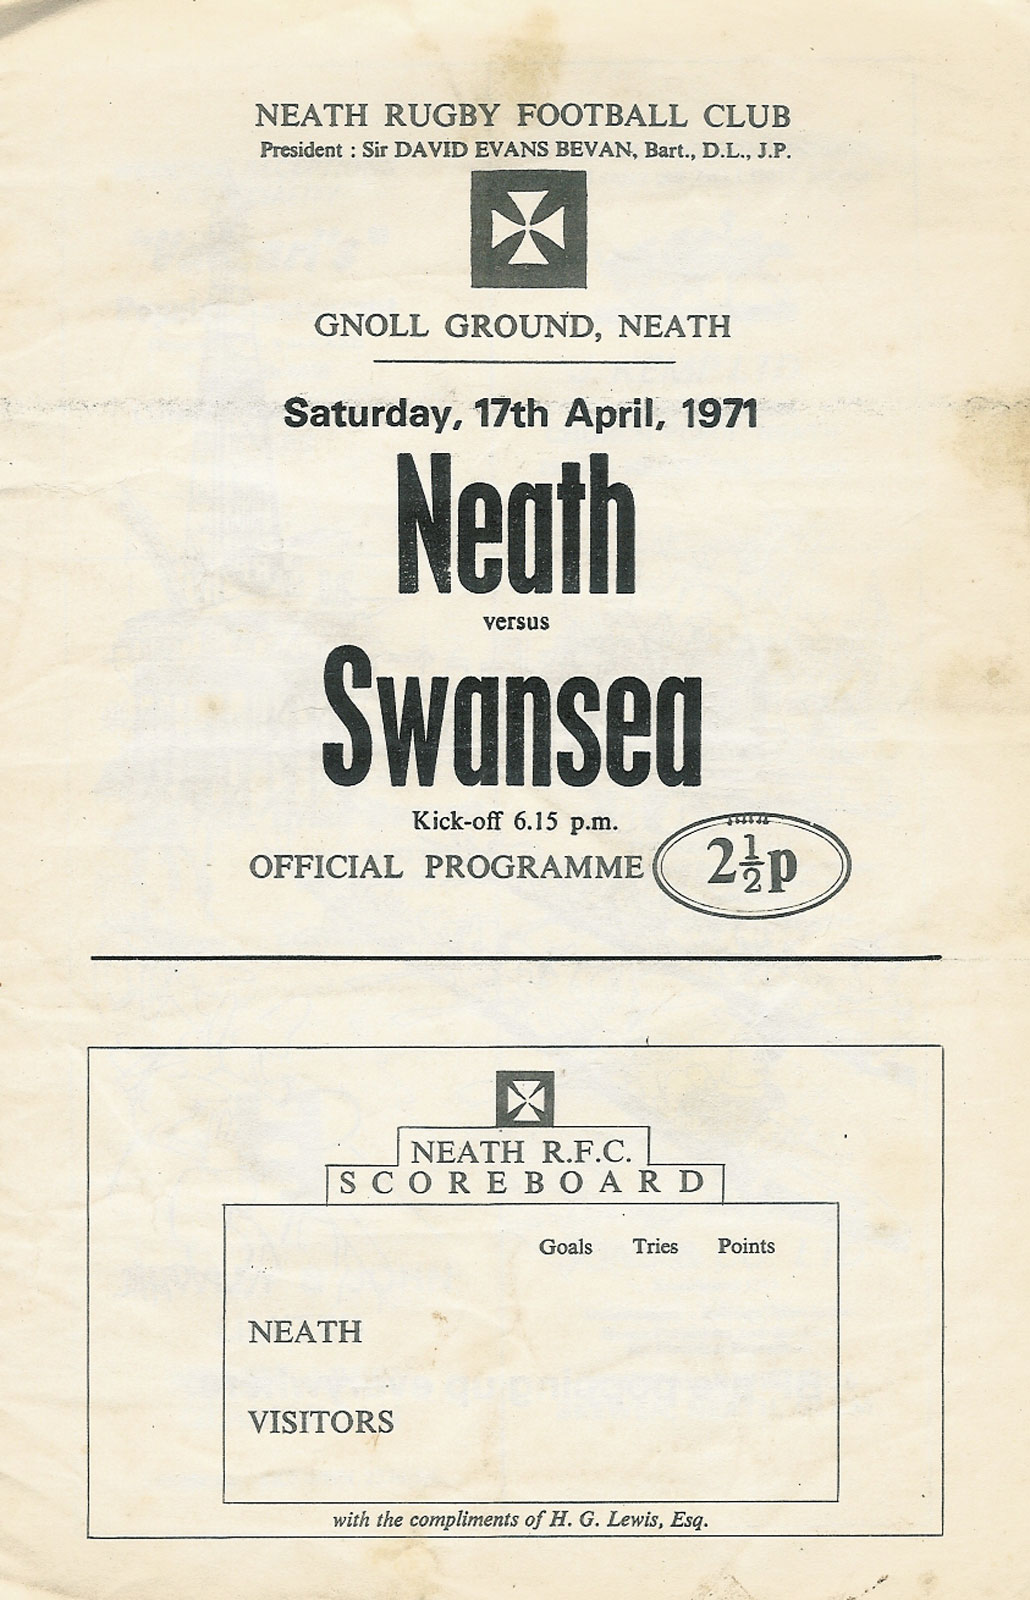 NEATH RUGBY FOOTBALL CLUB
President : Sir DAVID EVANS BEVAN, Bart., D.L., J.P.
GNOLL GROUND, NEATH
Saturday, 17th April, 1971
Neath
versus
Swansea
Kick-off 6.15 p.m.
OFFICIAL PROGRAMME 2½p
NEATH R.F.C.
SCOREBOARD
Goals Tries Points
NEATH
VISITORS
with the compliments of H. G. Lewis, Esq.